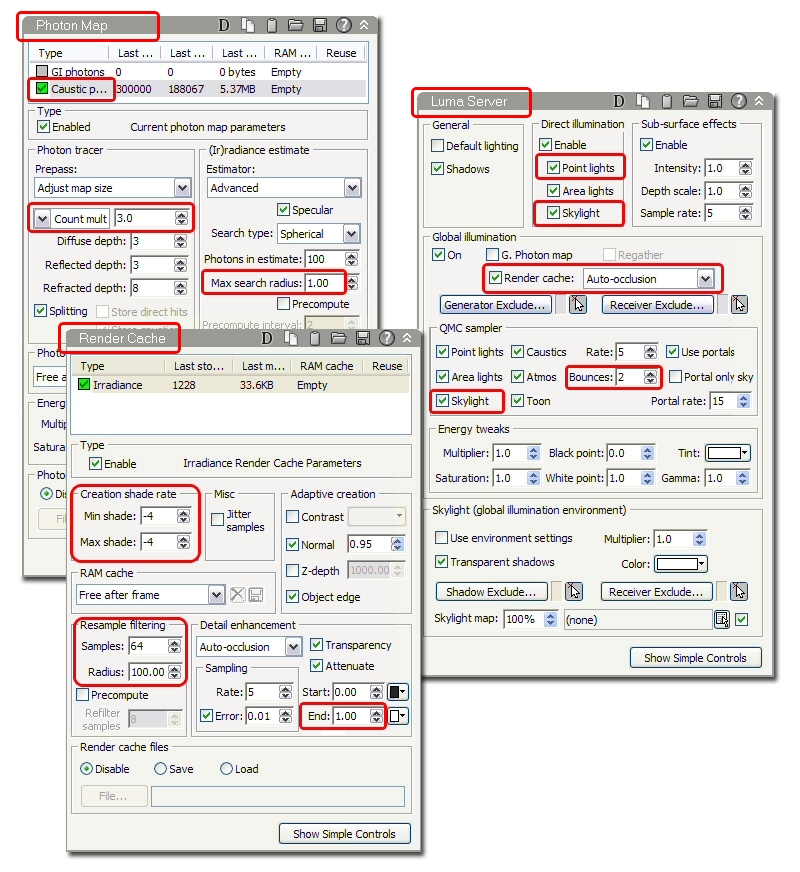 Photon Map
D
Type Last ... Last ... Last ... RAM ... Reuse
GI photons 0 0 0 bytes Empty
Caustic p... 300000 188067 5.37MB Empty
Type
Enabled Current photon map parameters
Photon tracer
Prepass:
Adjust map size
Count mult 3.0
Diffuse depth: 3
Reflected depth: 3
Refracted depth: 8
Splitting Store direct hits
(Ir)radiance estimate
Estimator:
Advanced
Specular
Search type: Spherical
Photons in estimate: 100
Max search radius: 1.00
Precompute
Precompute interval: 2
Photo
Free a
Energ
Multip
Satura
Photo
Dis
Fil
Luma Server
D
General
Default lighting
Shadows
Direct illumination
Enable
Point lights
Area lights
Skylight
Sub-surface effects
Enable
Intensity: 1.0
Depth scale: 1.0
Sample rate: 5
Global illumination
On G. Photon map Regather
Render cache: Auto-occlusion
Generator Exclude... Receiver Exclude...
QMC sampler
Point lights Caustics Rate: 5 Use portals
Area lights Atmos Bounces: 2 Portal only sky
Skylight Toon Portal rate: 15
Energy tweaks
Multiplier: 1.0 Black point: 0.0 Tint:
Saturation: 1.0 White point: 1.0 Gamma: 1.0
Skylight (global illumination environment)
Use environment settings Multiplier: 1.0
Transparent shadows Color:
Shadow Exclude... Receiver Exclude...
Skylight map: 100% (none)
Show Simple Controls
Render Cache
D
Type Last sto... Last m... RAM cache Reuse
Irradiance 1228 33.6KB Empty
Type
Enable Irradiance Render Cache Parameters
Creation shade rate
Min shade: -4
Max shade: -4
Misc
Jitter
samples
Adaptive creation
Contrast
Normal 0.95
Z-depth 1000.00
Object edge
RAM cache
Free after frame
Resample filtering
Samples: 64
Radius: 100.00
Precompute
Refilter
samples 8
Detail enhancement
Auto-occlusion Transparency
Attenuate
Sampling
Rate: 5
Error: 0.01
Start: 0.00
End: 1.00
Render cache files
Disable Save Load
File...
Show Simple Controls